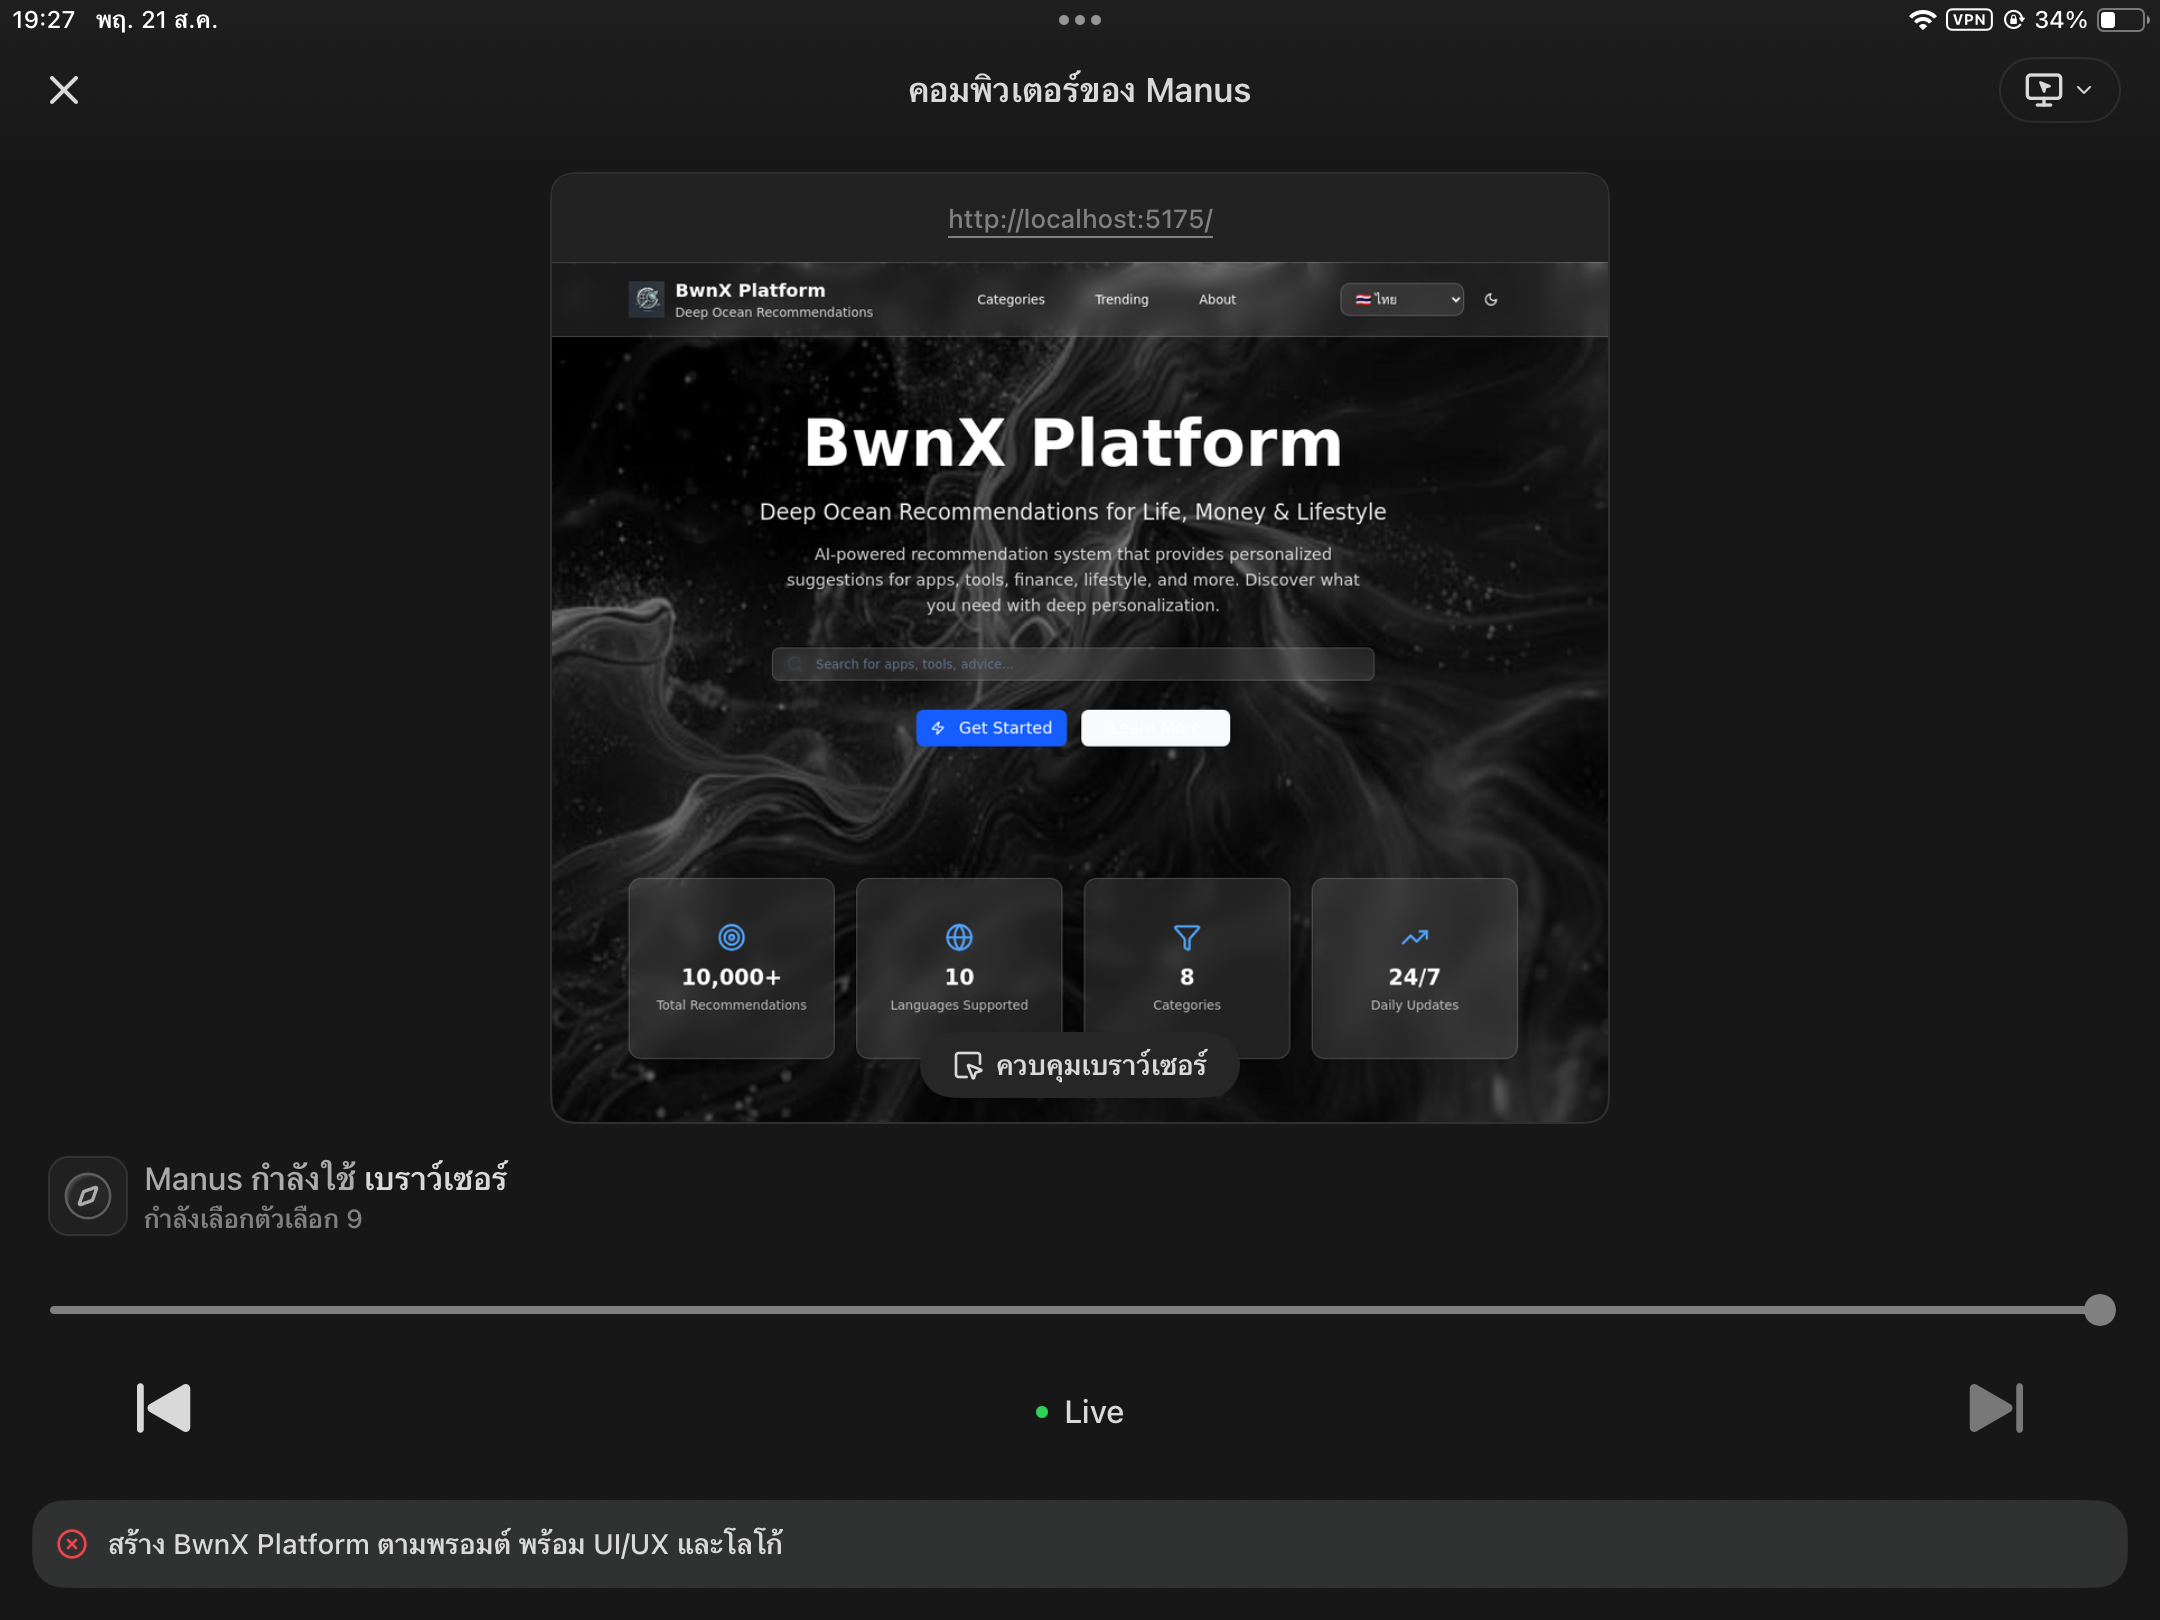 19:27 พฤ. 21 ส.ค.
VPN 34%
คอมพิวเตอร์ของ Manus
http://localhost:5175/
BwnX Platform
Deep Ocean Recommendations
Categories Trending About
ไทย
BwnX Platform
Deep Ocean Recommendations for Life, Money & Lifestyle
AI-powered recommendation system that provides personalized
suggestions for apps, tools, finance, lifestyle, and more. Discover what
you need with deep personalization.
Search for apps, tools, advice...
Get Started Learn More
10,000+
Total Recommendations
10
Languages Supported
8
Categories
24/7
Daily Updates
ควบคุมเบราว์เซอร์
Manus กำลังใช้ เบราว์เซอร์
กำลังเลือกตัวเลือก 9
Live
สร้าง BwnX Platform ตามพรอมต์ พร้อม UI/UX และโลโก้